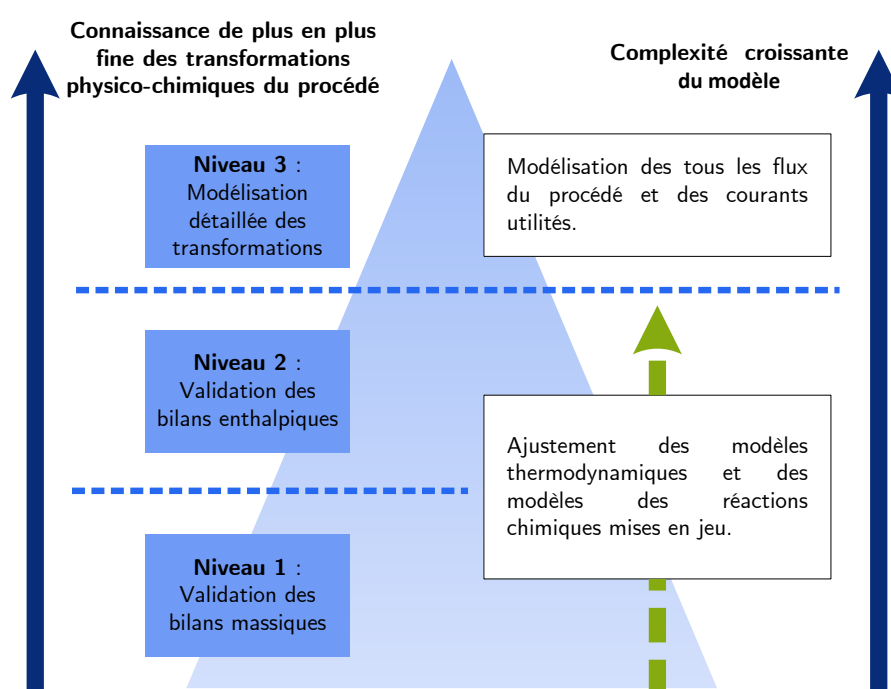 Connaissance de plus en plus
fine des transformations
physico-chimiques du procédé
Complexité croissante
du modèle
Niveau 3 :
Modélisation
détaillée des
transformations
Modélisation des tous les flux
du procédé et des courants
utilités.
Niveau 2 :
Validation des
bilans enthalpiques
Ajustement des modèles
thermodynamiques et des
modèles des réactions
chimiques mises en jeu.
Niveau 1 :
Validation des
bilans massiques